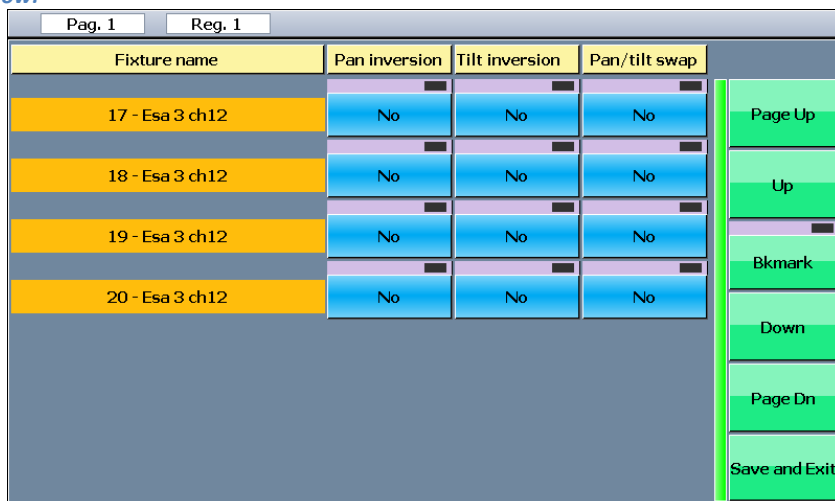 Pag. 1 Reg. 1
Fixture name Pan inversion Tilt inversion Pan/tilt swap
17 - Esa 3 ch12 No No No Page Up
18 - Esa 3 ch12 No No No Up
19 - Esa 3 ch12 No No No
Bkmark
20 - Esa 3 ch12 No No No
Down
Page Dn
Save and Exit